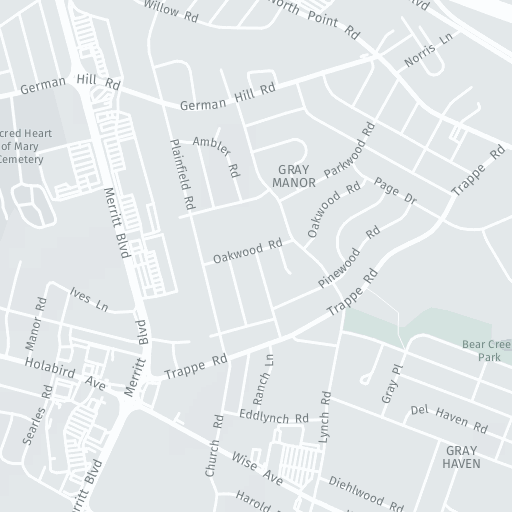 Willow Rd
North Point Rd
Blvd
Norris Ln
German Hill Rd
German Hill Rd
Sacred Heart
of Mary
Cemetery
Plainfield Rd
Ambler Rd
GRAY
MANOR
Parkwood Rd
Page Dr
Trappe Rd
Merritt Blvd
Oakwood Rd
Oakwood Rd
Pinewood Rd
Trappe Rd
Ives Ln
Manor Rd
Merritt Blvd
Bear Cree
Park
Holabird Ave
Trappe Rd
Ranch Ln
Gray Pl
Searles Rd
Church Rd
Eddlynch Rd
Lynch Rd
Del Haven Rd
GRAY
HAVEN
Wise Ave
Merritt Blvd
Harold
Diehlwood Rd